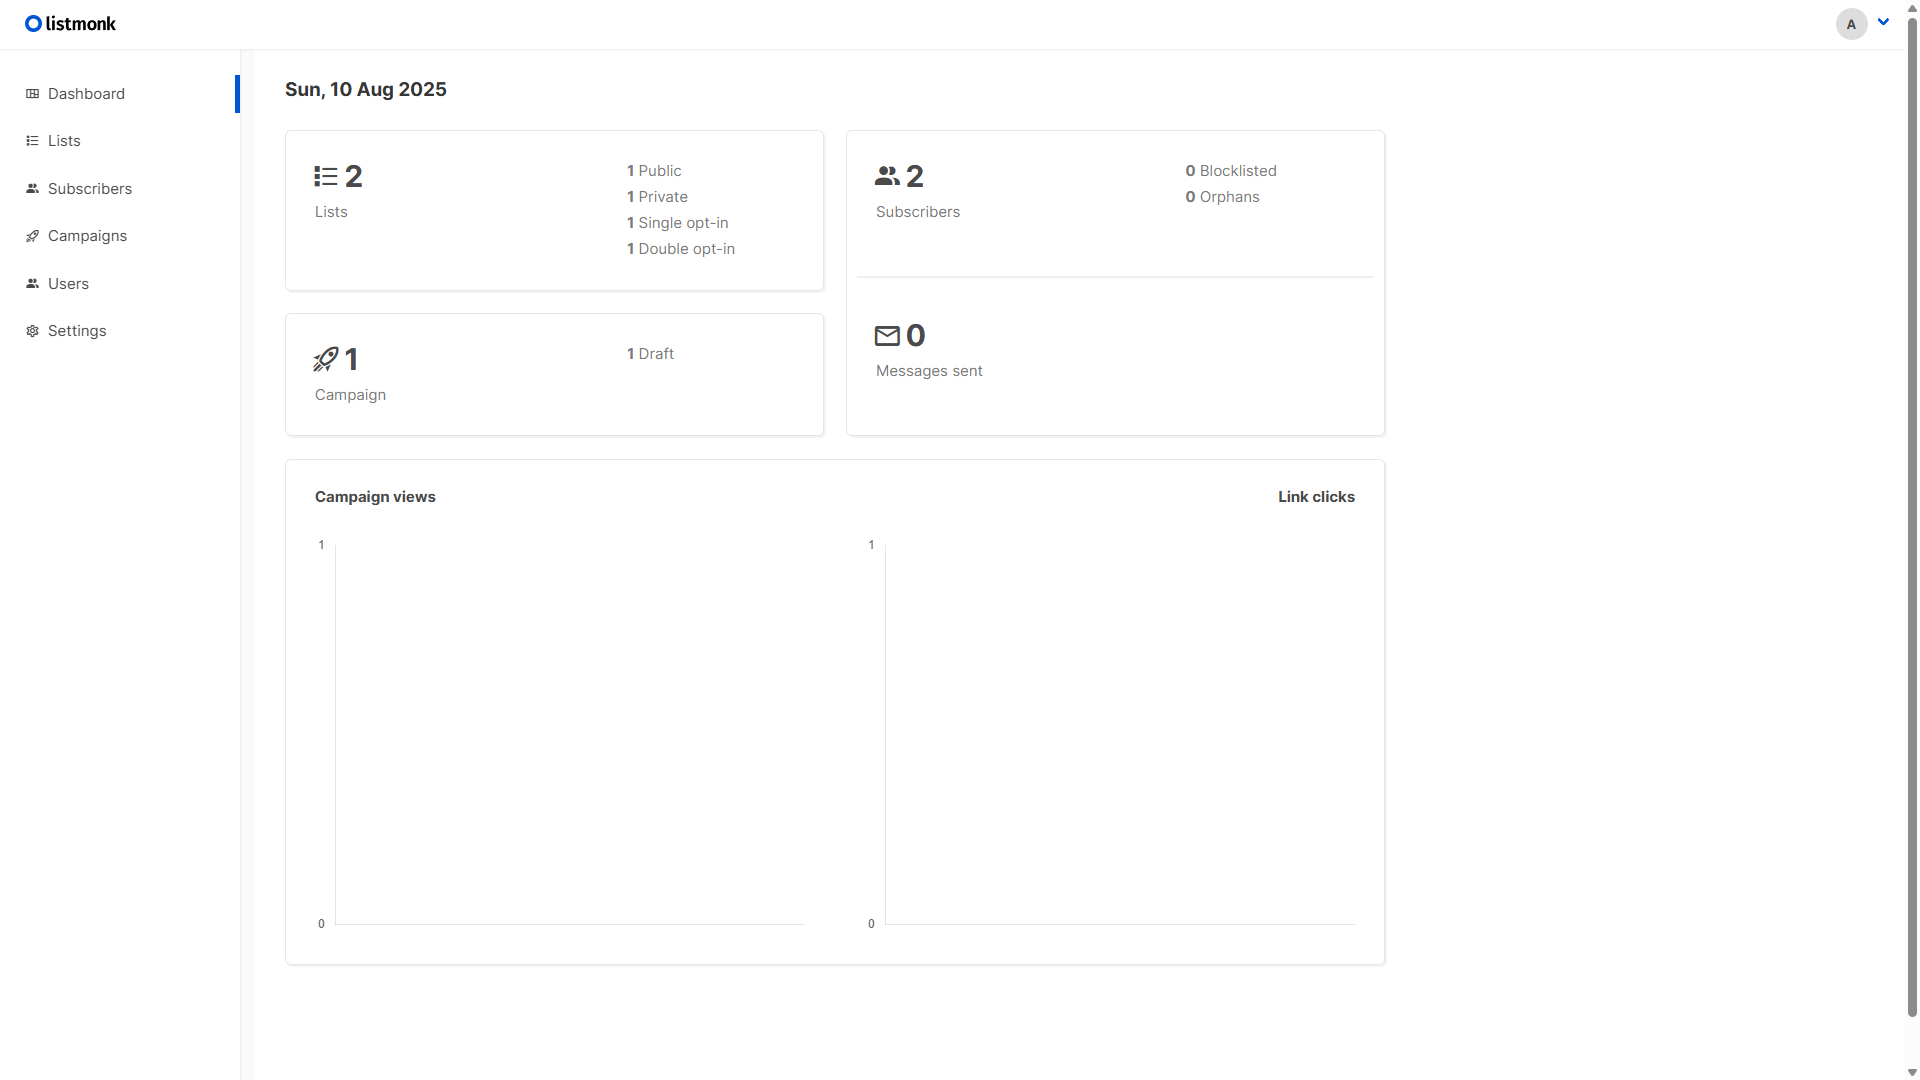 listmonk
A
Dashboard
Lists
Subscribers
Campaigns
Users
Settings
Sun, 10 Aug 2025
2
Lists
1 Public
1 Private
1 Single opt-in
1 Double opt-in
2
Subscribers
0 Blocklisted
0 Orphans
1
Campaign
1 Draft
0
Messages sent
Campaign views
Link clicks
1
0
1
0